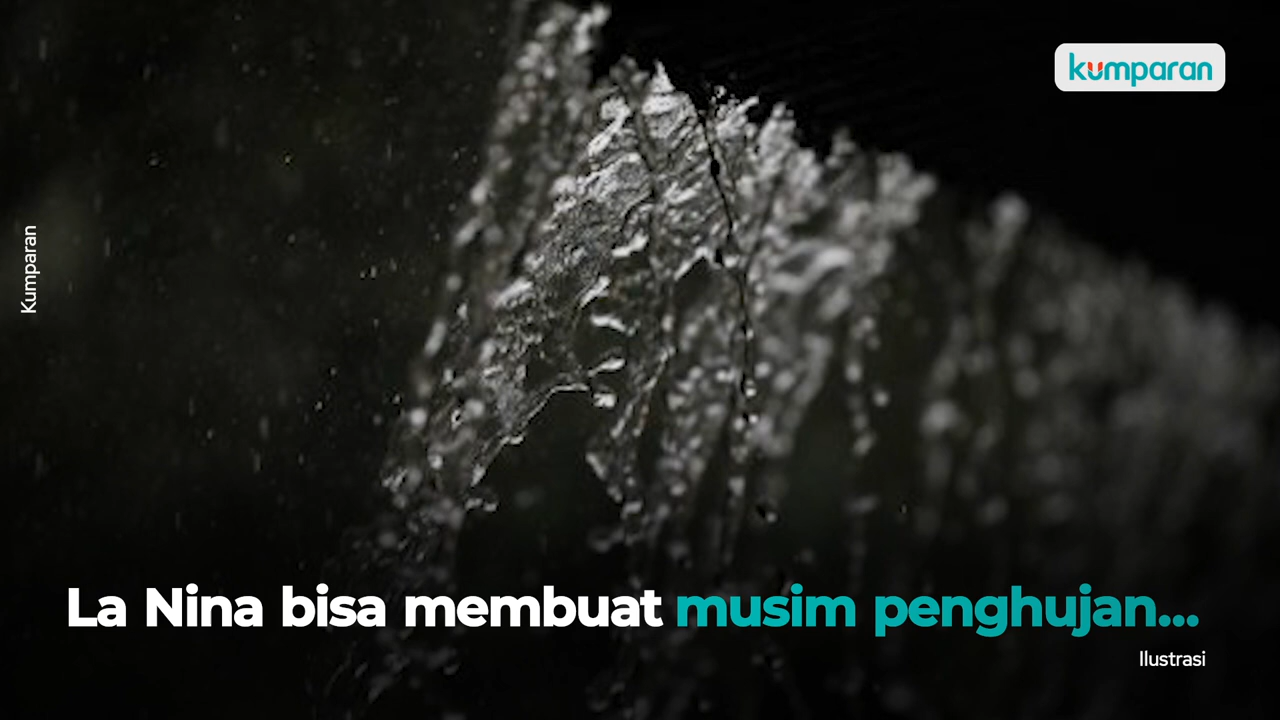 kumparan
Kumparan
La Nina bisa membuat musim penghujan...
Ilustrasi